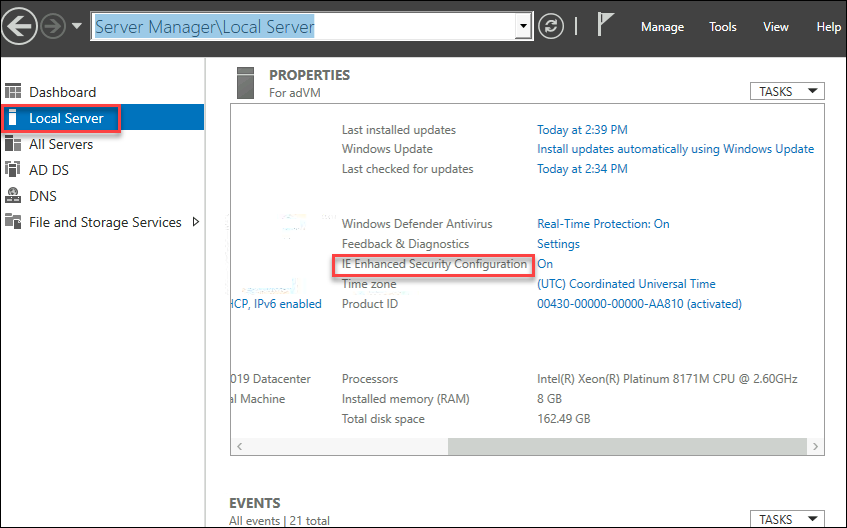 Server Manager\Local Server
Manage Tools View Help
Dashboard
Local Server
All Servers
AD DS
DNS
File and Storage Services
PROPERTIES
For adVM
TASKS
Last installed updates Today at 2:39 PM
Windows Update Install updates automatically using Windows Update
Last checked for updates Today at 2:34 PM
Windows Defender Antivirus Real-Time Protection: On
Feedback & Diagnostics Settings
IE Enhanced Security Configuration On
Time zone (UTC) Coordinated Universal Time
HCP, IPv6 enabled Product ID 00430-00000-00000-AA810 (activated)
019 Datacenter Processors Intel(R) Xeon(R) Platinum 8171M CPU @ 2.60GHz
al Machine Installed memory (RAM) 8 GB
Total disk space 162.49 GB
EVENTS
All events | 21 total
TASKS